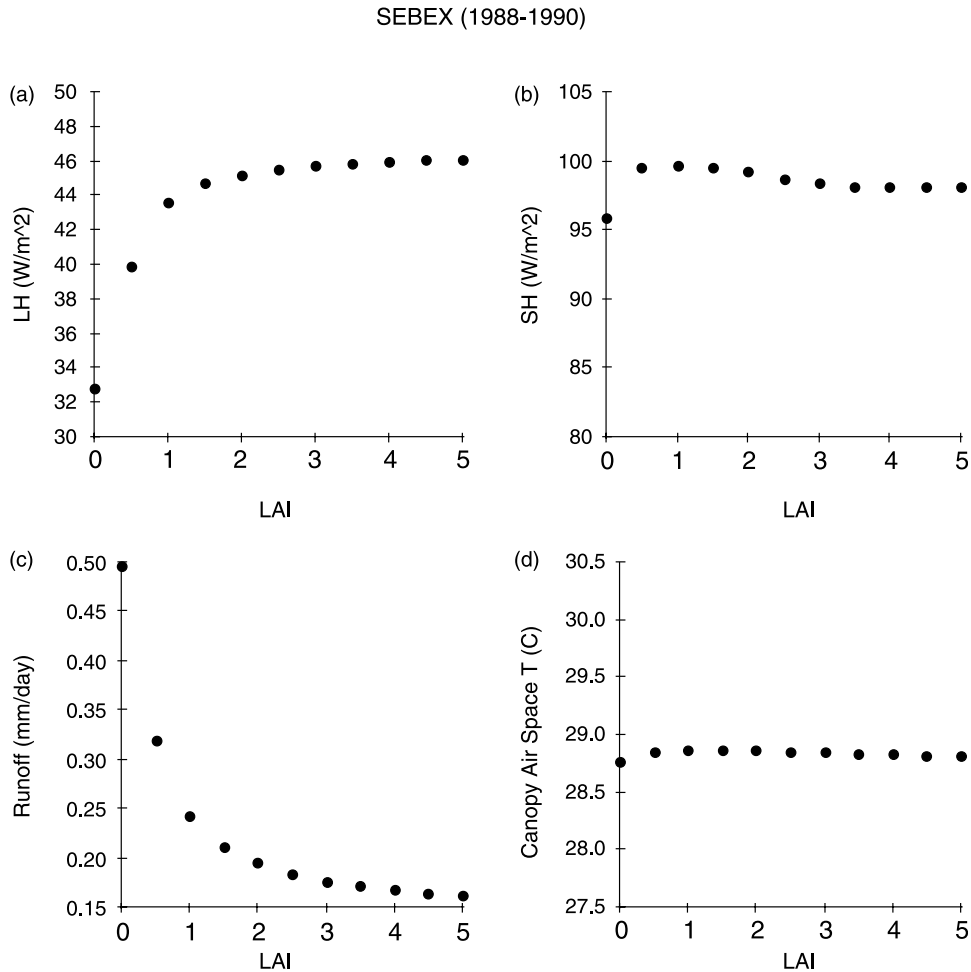 SEBEX (1988-1990)
(a)
50
48
46
44
42
40
38
36
34
32
30
LH (W/m^2)
0 1 2 3 4 5
LAI
(b)
105
100
95
90
85
80
SH (W/m^2)
0 1 2 3 4 5
LAI
(c)
0.50
0.45
0.40
0.35
0.30
0.25
0.20
0.15
Runoff (mm/day)
0 1 2 3 4 5
LAI
(d)
30.5
30.0
29.5
29.0
28.5
28.0
27.5
Canopy Air Space T (C)
0 1 2 3 4 5
LAI